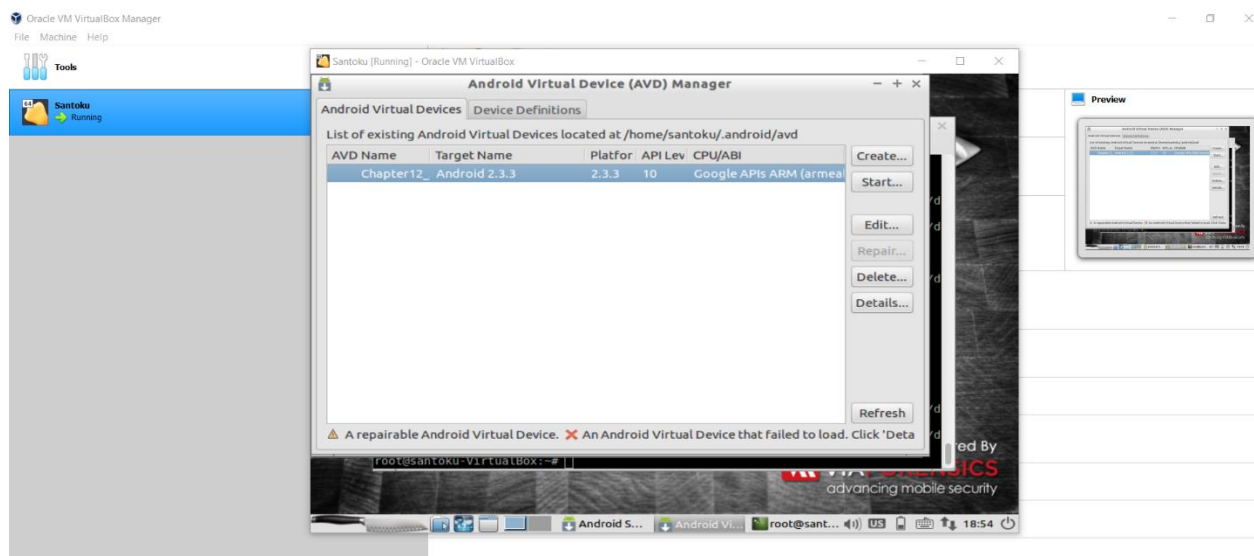 Oracle VM VirtualBox Manager
File Machine Help
Tools
Santoku
Running
64
Santoku [Running] - Oracle VM VirtualBox
Android Virtual Device (AVD) Manager
Android Virtual Devices Device Definitions
List of existing Android Virtual Devices located at /home/santoku/.android/avd
AVD Name Target Name Platfor API Lev CPU/ABI
Chapter12_ Android 2.3.3 2.3.3 10 Google APIs ARM (armeal
Create...
Start...
Edit...
Repair...
Delete...
Details...
Refresh
A repairable Android Virtual Device. An Android Virtual Device that failed to load. Click 'Deta
root@santoku-VirtualBox:~#
ed By
advancing mobile security
Android S... Android Vi... root@sant... US 18:54
Preview